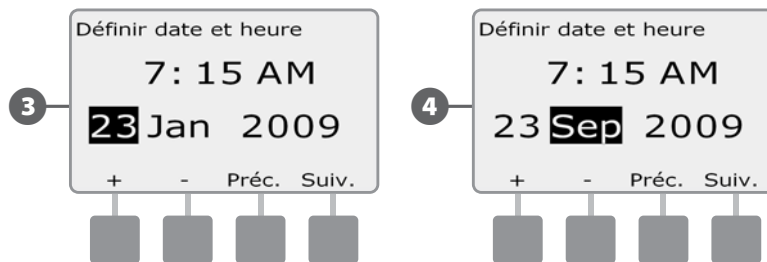 3
Définir date et heure
7: 15 AM
23 Jan 2009
+ - Préc. Suiv.
4
Définir date et heure
7: 15 AM
23 Sep 2009
+ - Préc. Suiv.